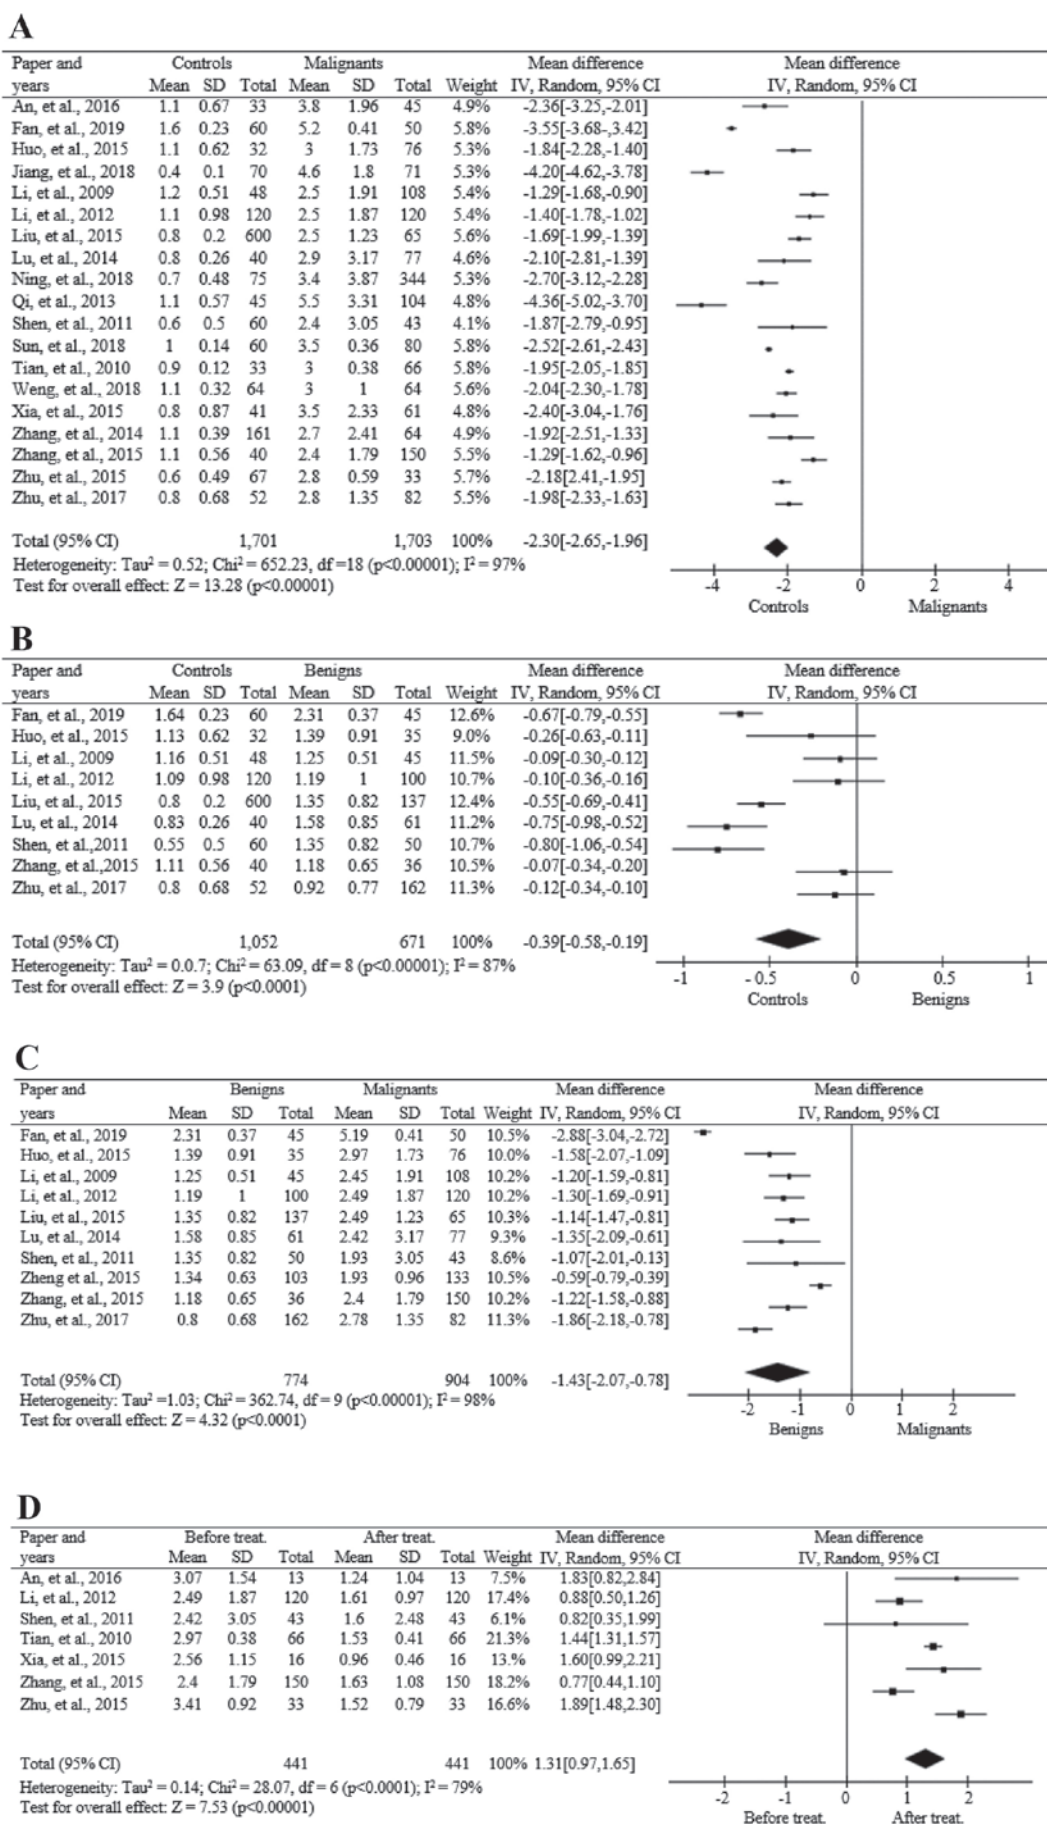 A
Paper and Controls Malignants Mean difference Mean difference
years Mean SD Total Mean SD Total Weight IV, Random, 95% CI IV, Random, 95% CI
An, et al., 2016 1.1 0.67 33 3.8 1.96 45 4.9% -2.36[-3.25,-2.01]
Fan, et al., 2019 1.6 0.23 60 5.2 0.41 50 5.8% -3.55[-3.68-,3.42]
Huo, et al., 2015 1.1 0.62 32 3 1.73 76 5.3% -1.84[-2.28,-1.40]
Jiang, et al., 2018 0.4 0.1 70 4.6 1.8 71 5.3% -4.20[-4.62,-3.78]
Li, et al., 2009 1.2 0.51 48 2.5 1.91 108 5.4% -1.29[-1.68,-0.90]
Li, et al., 2012 1.1 0.98 120 2.5 1.87 120 5.4% -1.40[-1.78,-1.02]
Liu, et al., 2015 0.8 0.2 600 2.5 1.23 65 5.6% -1.69[-1.99,-1.39]
Lu, et al., 2014 0.8 0.26 40 2.9 3.17 77 4.6% -2.10[-2.81,-1.39]
Ning, et al., 2018 0.7 0.48 75 3.4 3.87 344 5.3% -2.70[-3.12,-2.28]
Qi, et al., 2013 1.1 0.57 45 5.5 3.31 104 4.8% -4.36[-5.02,-3.70]
Shen, et al., 2011 0.6 0.5 60 2.4 3.05 43 4.1% -1.87[-2.79,-0.95]
Sun, et al., 2018 1 0.14 60 3.5 0.36 80 5.8% -2.52[-2.61,-2.43]
Tian, et al., 2010 0.9 0.12 33 3 0.38 66 5.8% -1.95[-2.05,-1.85]
Weng, et al., 2018 1.1 0.32 64 3 1 64 5.6% -2.04[-2.30,-1.78]
Xia, et al., 2015 0.8 0.87 41 3.5 2.33 61 4.8% -2.40[-3.04,-1.76]
Zhang, et al., 2014 1.1 0.39 161 2.7 2.41 64 4.9% -1.92[-2.51,-1.33]
Zhang, et al., 2015 1.1 0.56 40 2.4 1.79 150 5.5% -1.29[-1.62,-0.96]
Zhu, et al., 2015 0.6 0.49 67 2.8 0.59 33 5.7% -2.18[2.41,-1.95]
Zhu, et al., 2017 0.8 0.68 52 2.8 1.35 82 5.5% -1.98[-2.33,-1.63]
Total (95% CI) 1,701 1,703 100% -2.30[-2.65,-1.96]
Heterogeneity: Tau² = 0.52; Chi² = 652.23, df =18 (p<0.00001); I² = 97%
Test for overall effect: Z = 13.28 (p<0.00001)
-4 -2 0 2 4
Controls Malignants
B
Paper and Controls Benigns Mean difference Mean difference
years Mean SD Total Mean SD Total Weight IV, Random, 95% CI IV, Random, 95% CI
Fan, et al., 2019 1.64 0.23 60 2.31 0.37 45 12.6% -0.67[-0.79,-0.55]
Huo, et al., 2015 1.13 0.62 32 1.39 0.91 35 9.0% -0.26[-0.63,-0.11]
Li, et al., 2009 1.16 0.51 48 1.25 0.51 45 11.5% -0.09[-0.30,-0.12]
Li, et al., 2012 1.09 0.98 120 1.19 1 100 10.7% -0.10[-0.36,-0.16]
Liu, et al., 2015 0.8 0.2 600 1.35 0.82 137 12.4% -0.55[-0.69,-0.41]
Lu, et al., 2014 0.83 0.26 40 1.58 0.85 61 11.2% -0.75[-0.98,-0.52]
Shen, et al.,2011 0.55 0.5 60 1.35 0.82 50 10.7% -0.80[-1.06,-0.54]
Zhang, et al.,2015 1.11 0.56 40 1.18 0.65 36 10.5% -0.07[-0.34,-0.20]
Zhu, et al., 2017 0.8 0.68 52 0.92 0.77 162 11.3% -0.12[-0.34,-0.10]
Total (95% CI) 1,052 671 100% -0.39[-0.58,-0.19]
Heterogeneity: Tau² = 0.0.7; Chi² = 63.09, df = 8 (p<0.00001); I² = 87%
Test for overall effect: Z = 3.9 (p<0.0001)
-1 - 0.5 0 0.5 1
Controls Benigns
C
Paper and Benigns Malignants Mean difference Mean difference
years Mean SD Total Mean SD Total Weight IV, Random, 95% CI IV, Random, 95% CI
Fan, et al., 2019 2.31 0.37 45 5.19 0.41 50 10.5% -2.88[-3.04,-2.72]
Huo, et al., 2015 1.39 0.91 35 2.97 1.73 76 10.0% -1.58[-2.07,-1.09]
Li, et al., 2009 1.25 0.51 45 2.45 1.91 108 10.2% -1.20[-1.59,-0.81]
Li, et al., 2012 1.19 1 100 2.49 1.87 120 10.2% -1.30[-1.69,-0.91]
Liu, et al., 2015 1.35 0.82 137 2.49 1.23 65 10.3% -1.14[-1.47,-0.81]
Lu, et al., 2014 1.58 0.85 61 2.42 3.17 77 9.3% -1.35[-2.09,-0.61]
Shen, et al., 2011 1.35 0.82 50 1.93 3.05 43 8.6% -1.07[-2.01,-0.13]
Zheng et al., 2015 1.34 0.63 103 1.93 0.96 133 10.5% -0.59[-0.79,-0.39]
Zhang, et al., 2015 1.18 0.65 36 2.4 1.79 150 10.2% -1.22[-1.58,-0.88]
Zhu, et al., 2017 0.8 0.68 162 2.78 1.35 82 11.3% -1.86[-2.18,-0.78]
Total (95% CI) 774 904 100% -1.43[-2.07,-0.78]
Heterogeneity: Tau² =1.03; Chi² = 362.74, df = 9 (p<0.00001); I² = 98%
Test for overall effect: Z = 4.32 (p<0.0001)
-2 -1 0 1 2
Benigns Malignants
D
Paper and Before treat. After treat. Mean difference Mean difference
years Mean SD Total Mean SD Total Weight IV, Random, 95% CI IV, Random, 95% CI
An, et al., 2016 3.07 1.54 13 1.24 1.04 13 7.5% 1.83[0.82,2.84]
Li, et al., 2012 2.49 1.87 120 1.61 0.97 120 17.4% 0.88[0.50,1.26]
Shen, et al., 2011 2.42 3.05 43 1.6 2.48 43 6.1% 0.82[0.35,1.99]
Tian, et al., 2010 2.97 0.38 66 1.53 0.41 66 21.3% 1.44[1.31,1.57]
Xia, et al., 2015 2.56 1.15 16 0.96 0.46 16 13.% 1.60[0.99,2.21]
Zhang, et al., 2015 2.4 1.79 150 1.63 1.08 150 18.2% 0.77[0.44,1.10]
Zhu, et al., 2015 3.41 0.92 33 1.52 0.79 33 16.6% 1.89[1.48,2.30]
Total (95% CI) 441 441 100% 1.31[0.97,1.65]
Heterogeneity: Tau² = 0.14; Chi² = 28.07, df = 6 (p<0.0001); I² = 79%
Test for overall effect: Z = 7.53 (p<0.00001)
-2 -1 0 1 2
Before treat. After treat.